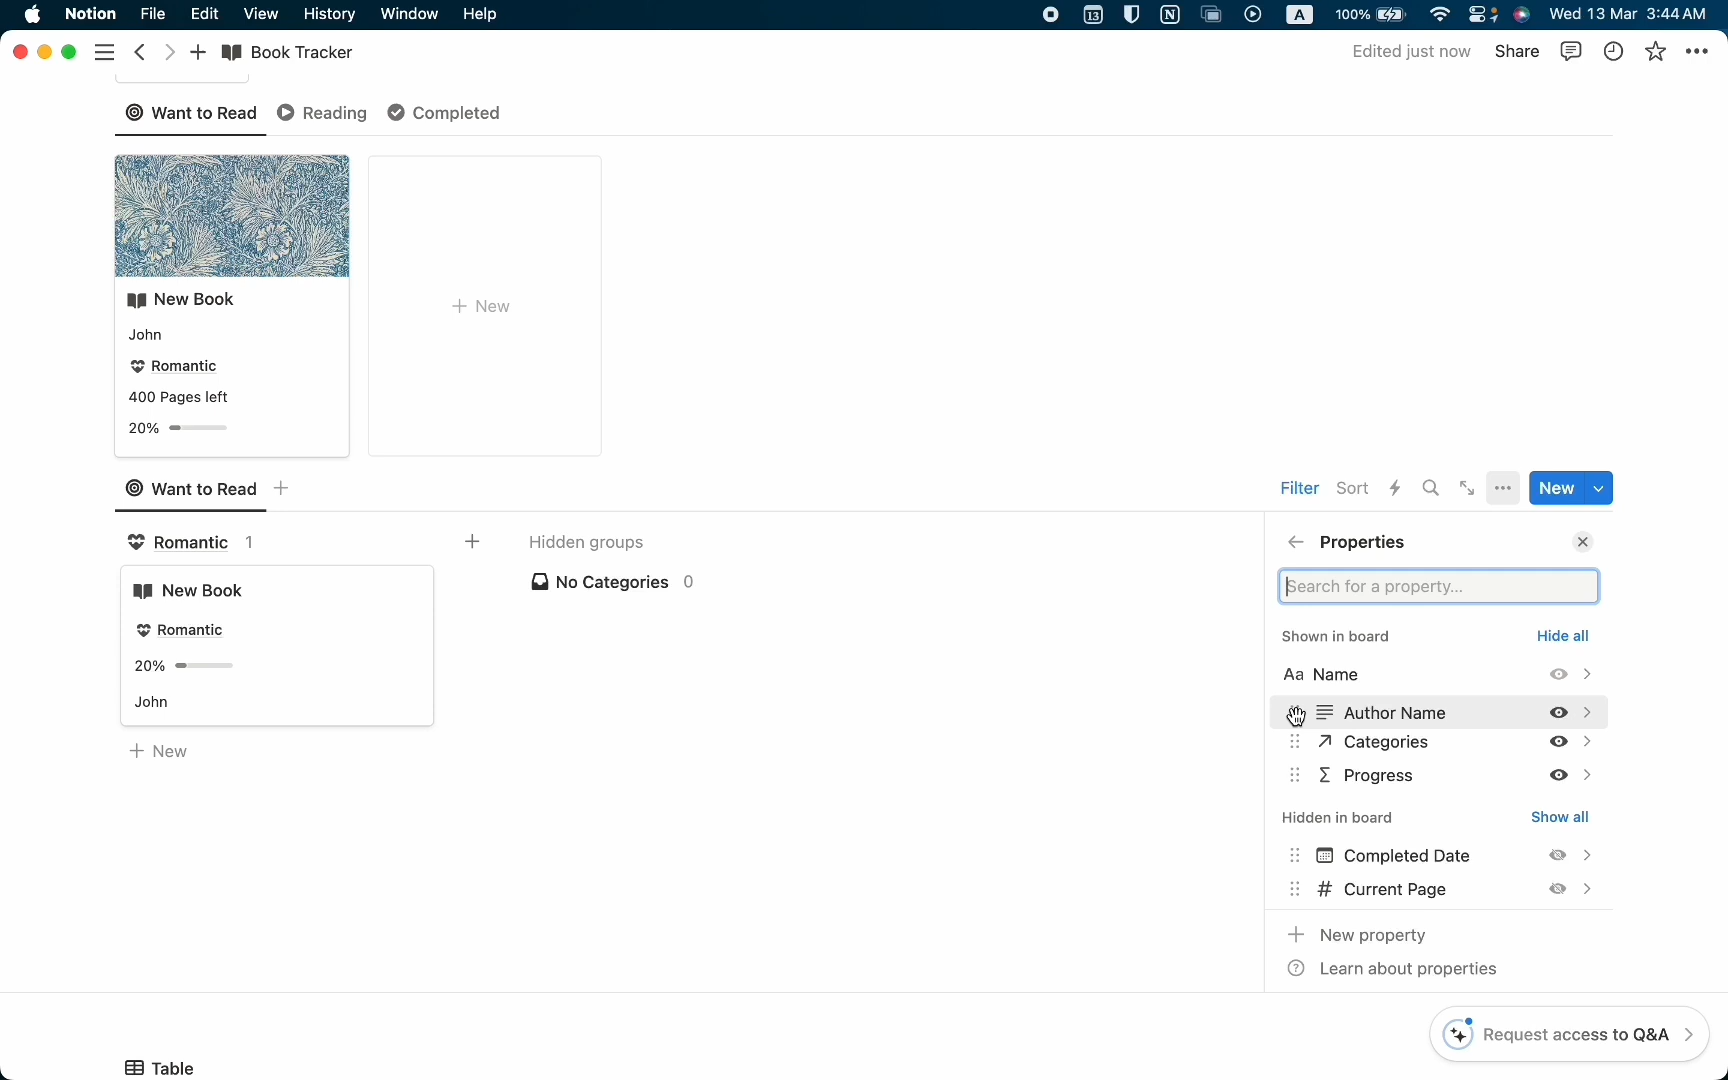 Notion File Edit View History Window Help 13 A 100% Wed 13 Mar 3:44 AM
Book Tracker Edited just now Share
Want to Read Reading Completed
New Book
John
Romantic
400 Pages left
20%
+ New
Want to Read + Filter Sort New
Romantic 1 +
New Book
Romantic
20%
John
+ New
Hidden groups
No Categories 0
Properties
Search for a property...
Shown in board Hide all
Aa Name
Author Name
Categories
Σ Progress
Hidden in board Show all
Completed Date
# Current Page
+ New property
Learn about properties
Request access to Q&A
Table